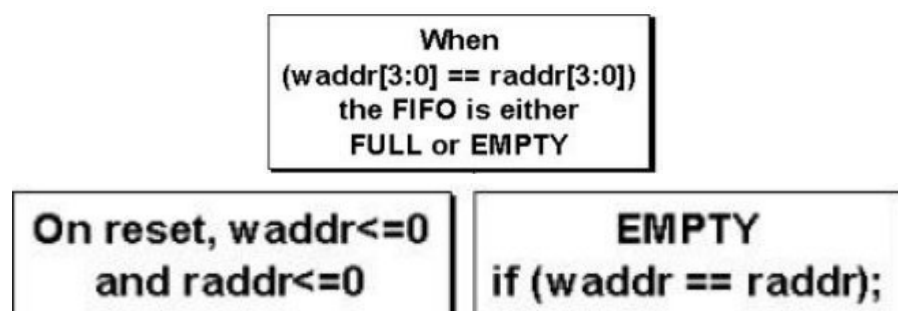 When
(waddr[3:0] == raddr[3:0])
the FIFO is either
FULL or EMPTY
On reset, waddr<=0
and raddr<=0
EMPTY
if (waddr == raddr);